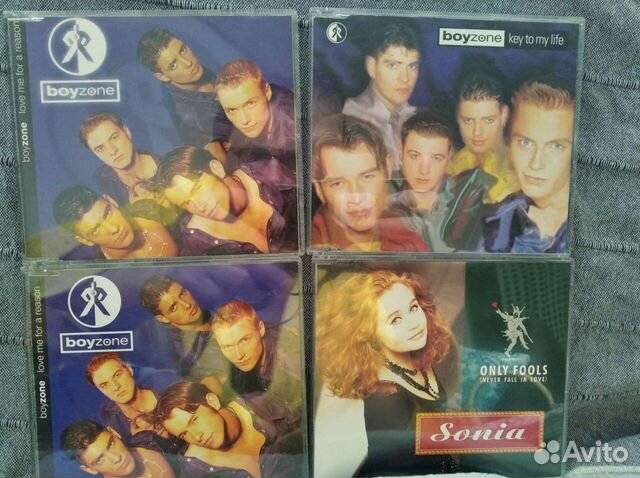 boyzone love me for a reason
boyzone
boyzone key to my life
boyzone love me for a reason
boyzone
ONLY FOOLS
(NEVER FALL IN LOVE)
Sonia
Avito